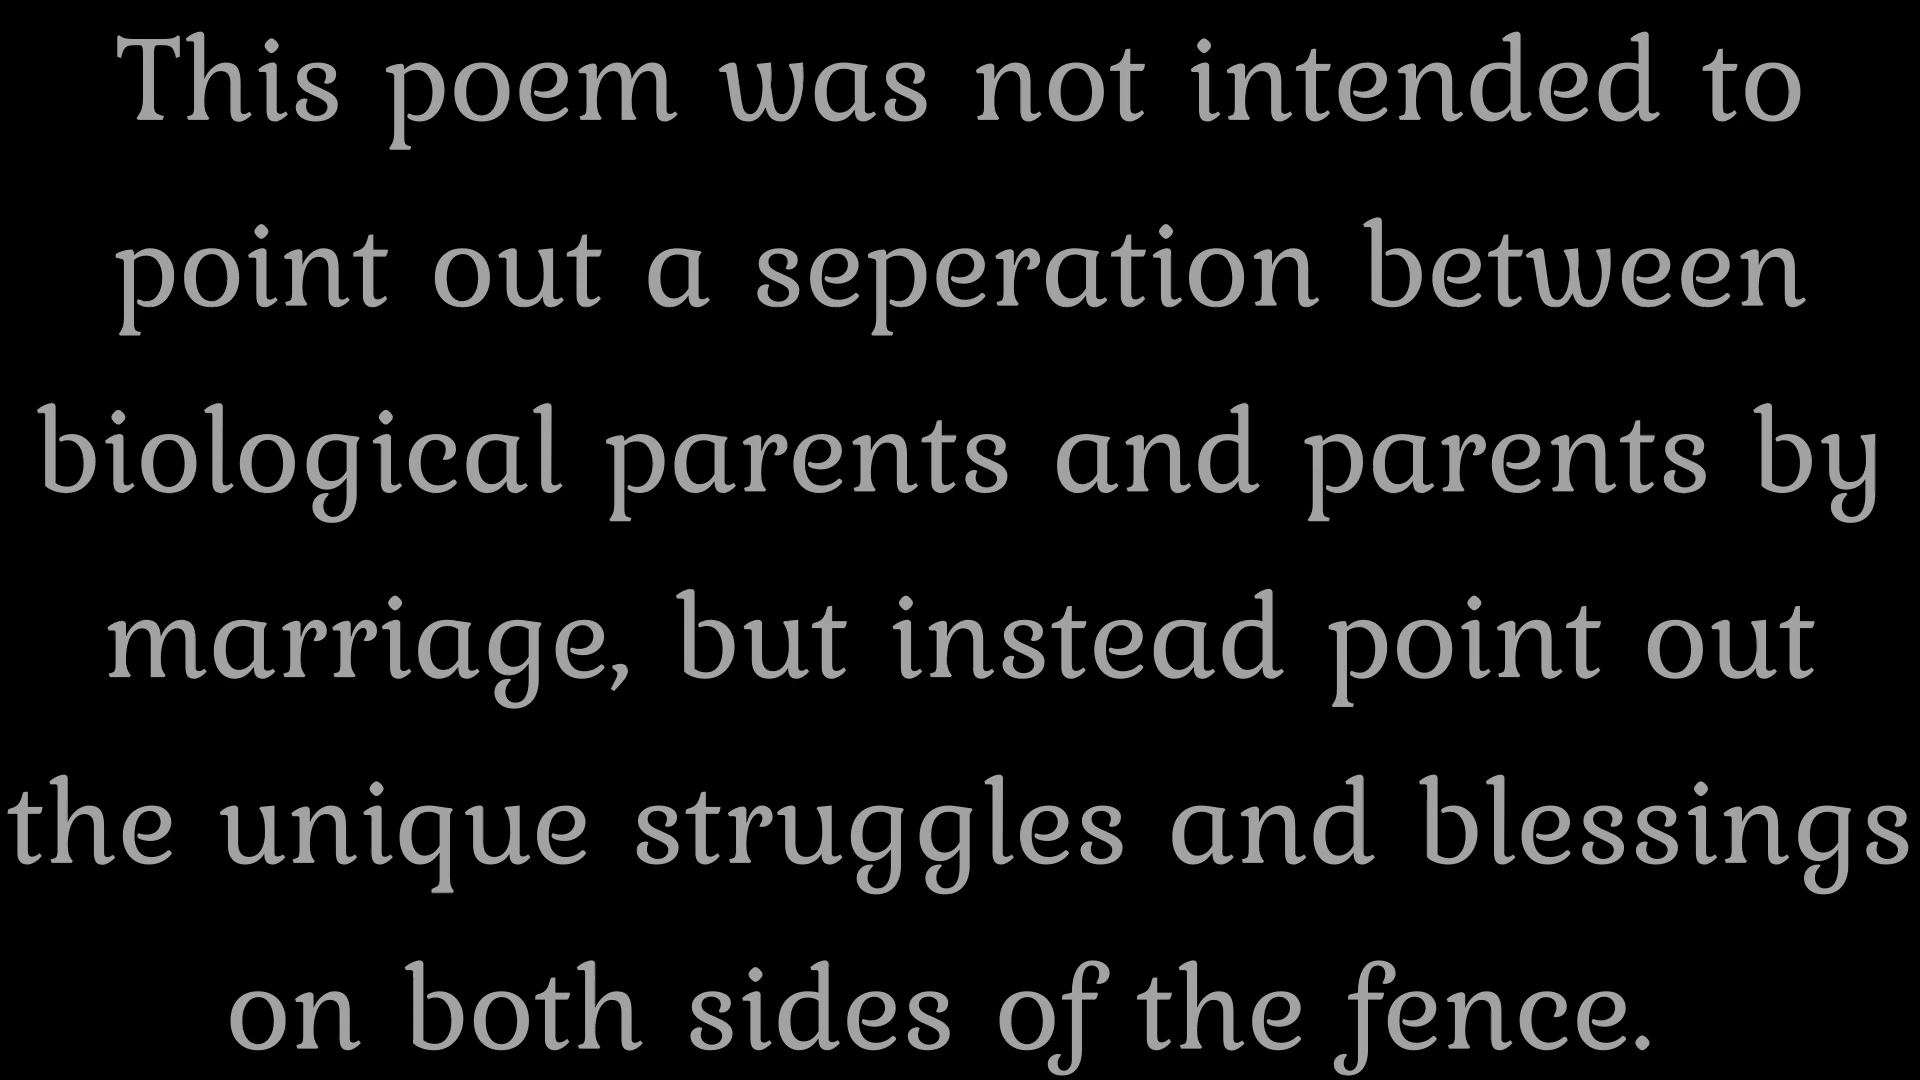 This poem was not intended to
point out a seperation between
biological parents and parents by
marriage, but instead point out
the unique struggles and blessings
on both sides of the fence.